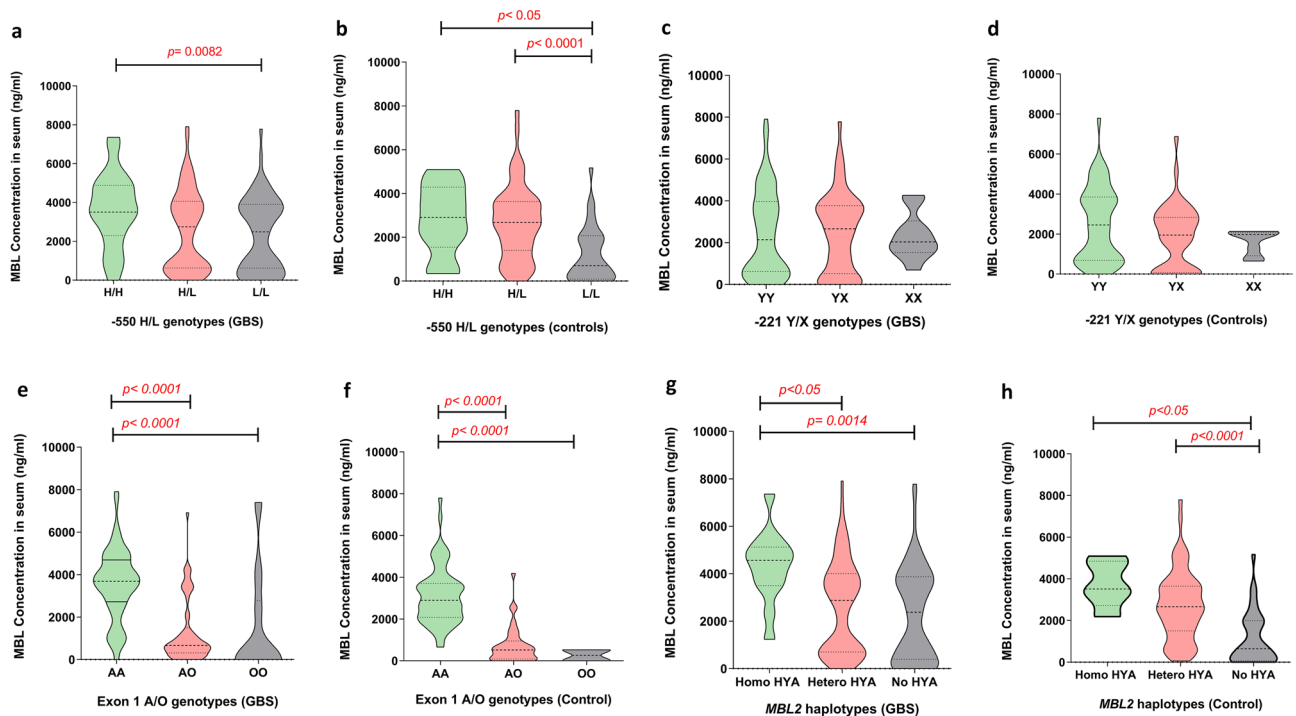 a
p= 0.0082
MBL Concentration in seum (ng/ml)
10000
8000
6000
4000
2000
0
H/H H/L L/L
-550 H/L genotypes (GBS)
b
p< 0.05
p< 0.0001
MBL Concentration in seum (ng/ml)
10000
8000
6000
4000
2000
0
H/H H/L L/L
-550 H/L genotypes (controls)
c
MBL Concentration in seum (ng/ml)
10000
8000
6000
4000
2000
0
YY YX XX
-221 Y/X genotypes (GBS)
d
MBL Concentration in seum (ng/ml)
10000
8000
6000
4000
2000
0
YY YX XX
-221 Y/X genotypes (Controls)
e
p< 0.0001
p< 0.0001
MBL Concentration in seum (ng/ml)
10000
8000
6000
4000
2000
0
AA AO OO
Exon 1 A/O genotypes (GBS)
f
p< 0.0001
p< 0.0001
MBL Concentration in seum (ng/ml)
10000
8000
6000
4000
2000
0
AA AO OO
Exon 1 A/O genotypes (Control)
g
p<0.05
p= 0.0014
MBL Concentration in seum (ng/ml)
10000
8000
6000
4000
2000
0
Homo HYA Hetero HYA No HYA
MBL2 haplotypes (GBS)
h
p<0.05
p<0.0001
MBL Concentration in seum (ng/ml)
10000
8000
6000
4000
2000
0
Homo HYA Hetero HYA No HYA
MBL2 haplotypes (Control)